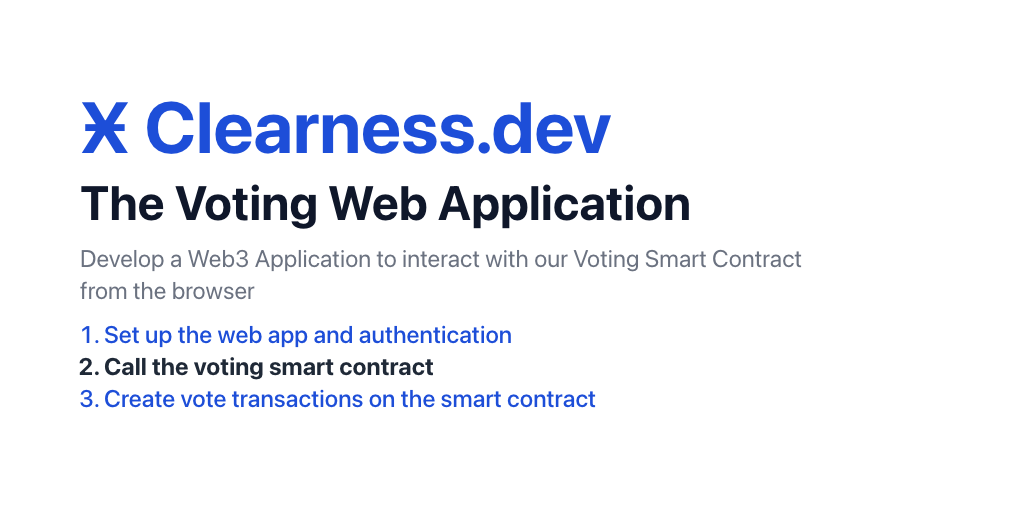 Ӿ Clearness.dev
The Voting Web Application
Develop a Web3 Application to interact with our Voting Smart Contract
from the browser
1. Set up the web app and authentication
2. Call the voting smart contract
3. Create vote transactions on the smart contract